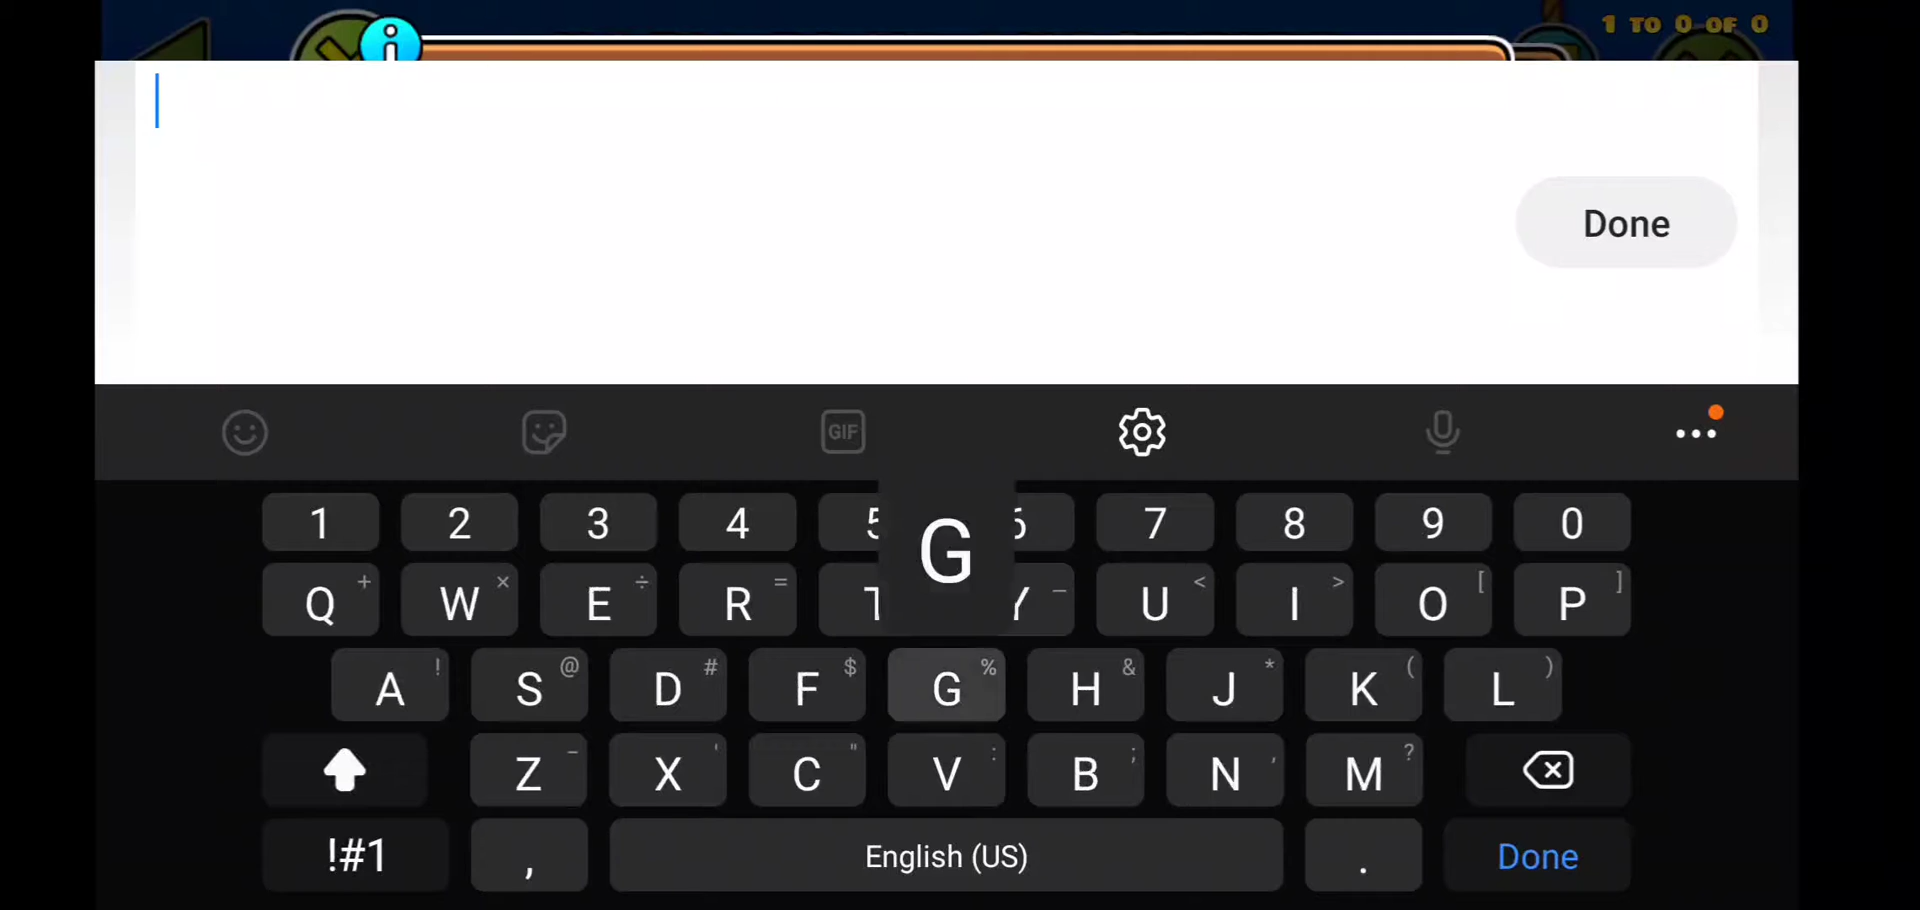 1 TO 0 OF 0
Done
GIF
1 2 3 4 5 G 6 7 8 9 0
Q + W × E ÷ R = T Y _ U < I > O [ P ]
A ! S @ D # F $ G % H & J * K ( L )
Z - X ' C " V : B ; N , M ?
!#1 , English (US) . Done